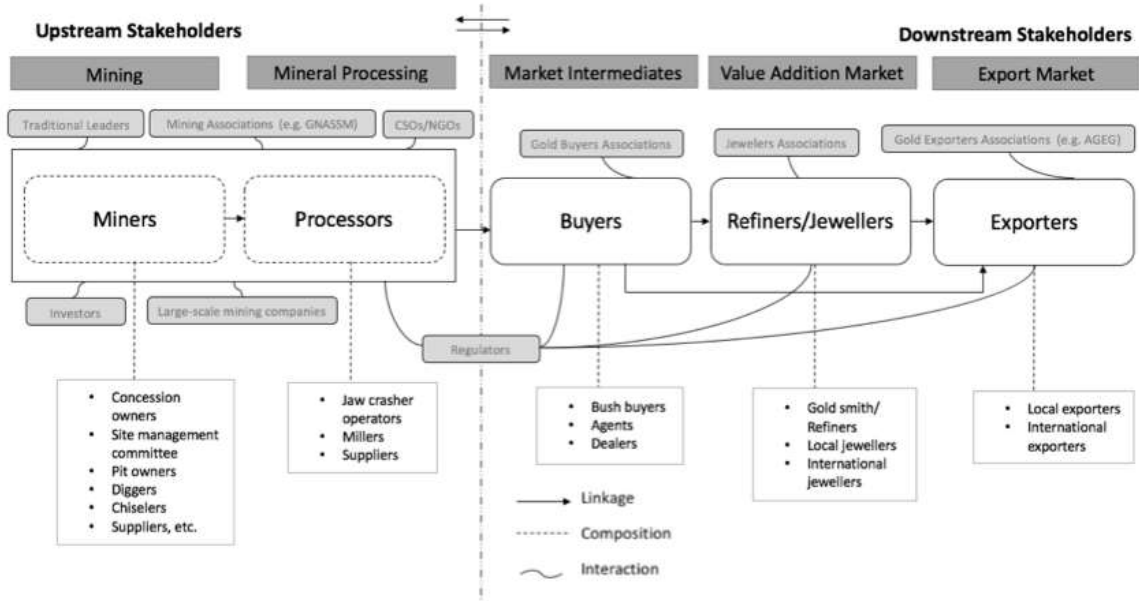 Upstream Stakeholders
Downstream Stakeholders
Mining
Mineral Processing
Market Intermediates
Value Addition Market
Export Market
Traditional Leaders
Mining Associations (e.g. GNASSM)
CSOs/NGOs
Gold Buyers Associations
Jewelers Associations
Gold Exporters Associations (e.g. AGEG)
Miners
Processors
Buyers
Refiners/Jewellers
Exporters
Investors
Large-scale mining companies
Regulators
• Concession
owners
• Site management
committee
• Pit owners
• Diggers
• Chiselers
• Suppliers, etc.
• Jaw crasher
operators
• Millers
• Suppliers
• Bush buyers
• Agents
• Dealers
• Gold smith/
Refiners
• Local jewellers
• International
jewellers
• Local exporters
• International
exporters
Linkage
Composition
Interaction